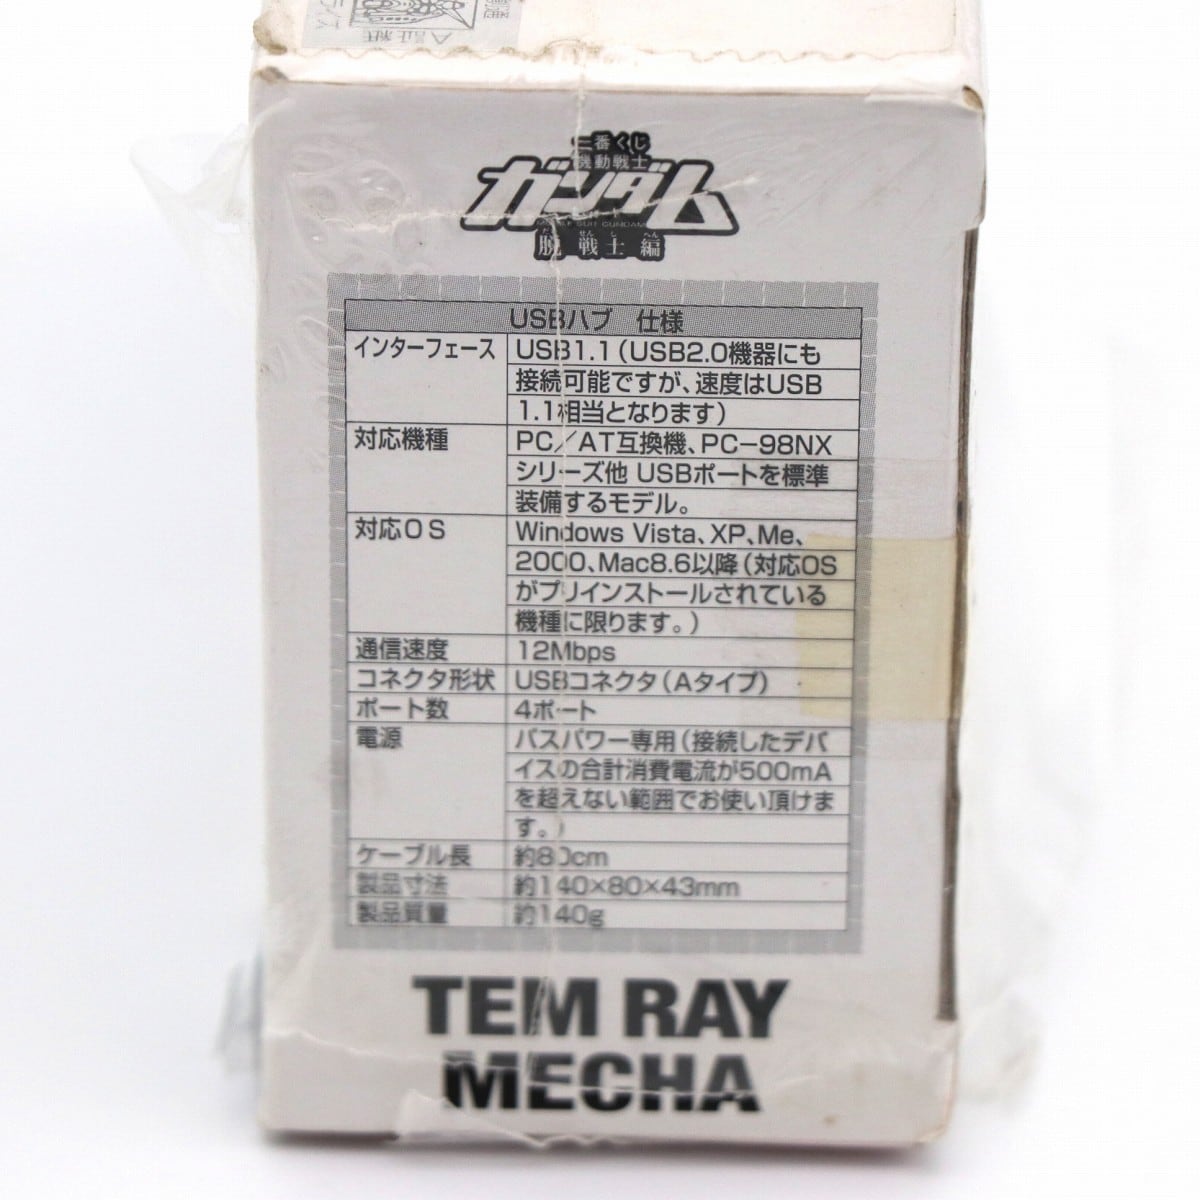 一番くじ
機動戦士
ガンダム
脱戦士編
USBハブ 仕様
インターフェース USB1.1(USB2.0機器にも
接続可能ですが、速度はUSB
1.1相当となります)
対応機種 PC/AT互換機、PC-98NX
シリーズ他 USBポートを標準
装備するモデル。
対応OS Windows Vista、XP、Me、
2000、Mac8.6以降(対応OS
がプリインストールされている
機種に限ります。)
通信速度 12Mbps
コネクタ形状 USBコネクタ(Aタイプ)
ポート数 4ポート
電源 バスパワー専用(接続したデバ
イスの合計消費電流が500mA
を超えない範囲でお使い頂けま
す。)
ケーブル長 約80cm
製品寸法 約140×80×43mm
製品質量 約140g
TEM RAY
MECHA